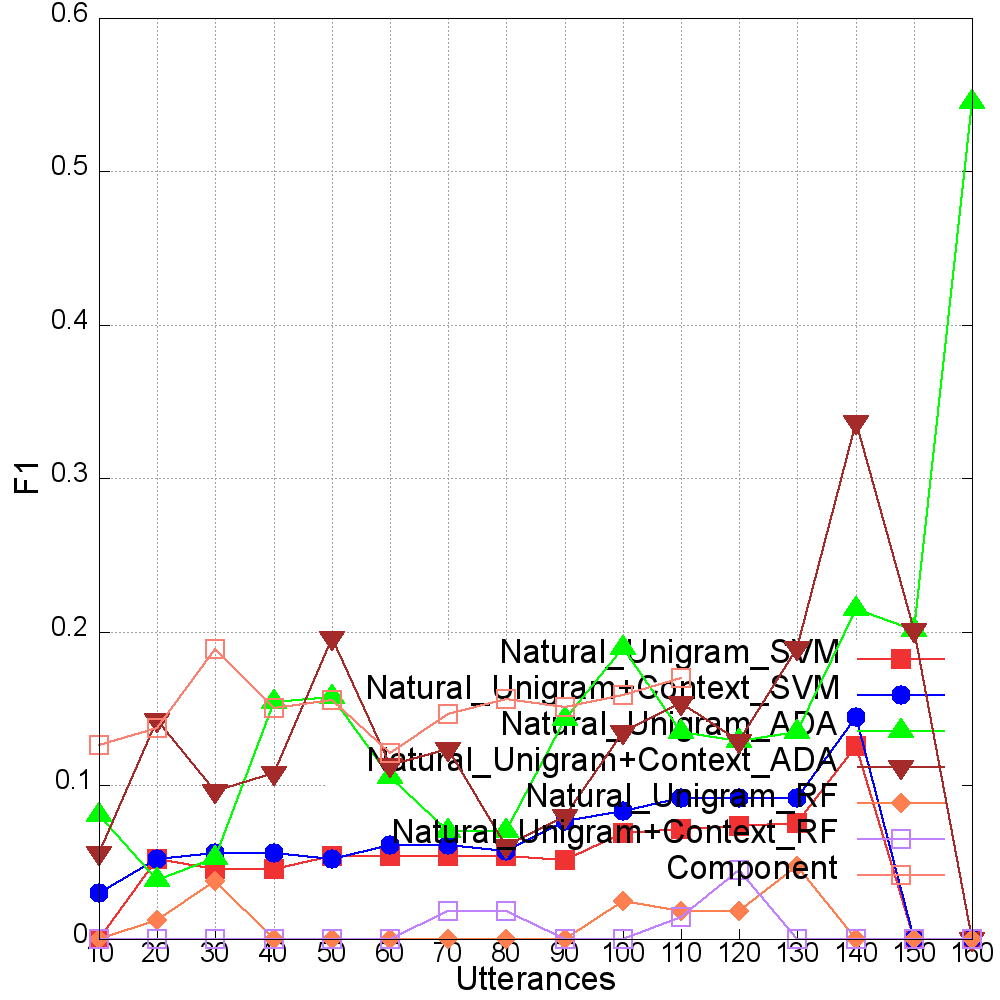 0.6
0.5
0.4
0.3
0.2
0.1
0
F1
Natural_Unigram_SVM
Natural_Unigram+Context_SVM
Natural_Unigram_ADA
Natural_Unigram+Context_ADA
Natural_Unigram_RF
Natural_Unigram+Context_RF
Component
10 20 30 40 50 60 70 80 90 100 110 120 130 140 150 160
Utterances